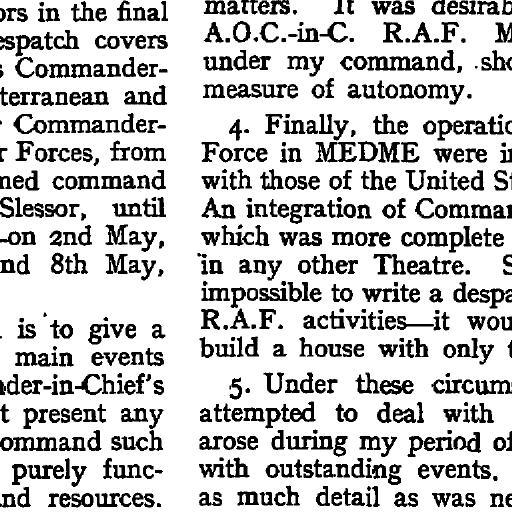 ors in the final
espatch covers
Commander-
terranean and
Commander-
Forces, from
med command
Slessor, until
on 2nd May,
nd 8th May,
is to give a
main events
der-in-Chief's
t present any
ommand such
purely func-
nd resources.
matters. It was desirab
A.O.C.-in-C. R.A.F. M
under my command, sho
measure of autonomy.
4. Finally, the operatio
Force in MEDME were in
with those of the United St
An integration of Comman
which was more complete
in any other Theatre. S
impossible to write a despa
R.A.F. activities—it wou
build a house with only t
5. Under these circums
attempted to deal with
arose during my period of
with outstanding events.
as much detail as was ne